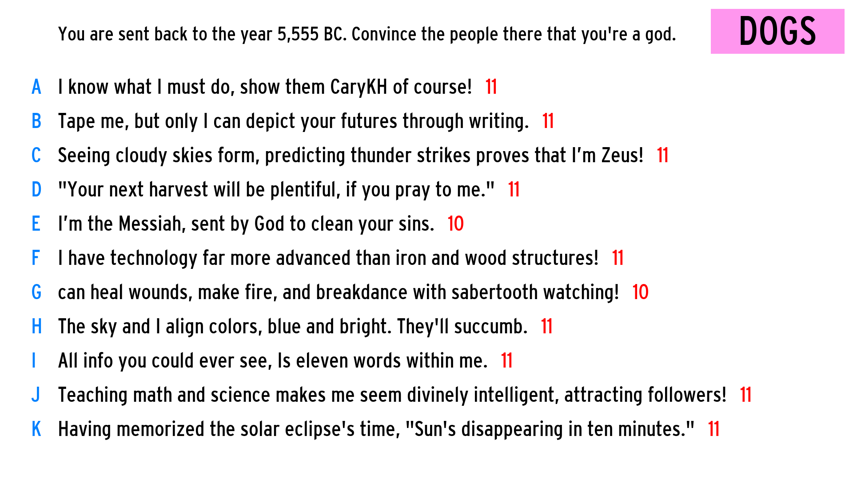 You are sent back to the year 5,555 BC. Convince the people there that you're a god.
DOGS
A I know what I must do, show them CaryKH of course! 11
B Tape me, but only I can depict your futures through writing. 11
C Seeing cloudy skies form, predicting thunder strikes proves that I'm Zeus! 11
D "Your next harvest will be plentiful, if you pray to me." 11
E I'm the Messiah, sent by God to clean your sins. 10
F I have technology far more advanced than iron and wood structures! 11
G can heal wounds, make fire, and breakdance with sabertooth watching! 10
H The sky and I align colors, blue and bright. They'll succumb. 11
I All info you could ever see, Is eleven words within me. 11
J Teaching math and science makes me seem divinely intelligent, attracting followers! 11
K Having memorized the solar eclipse's time, "Sun's disappearing in ten minutes." 11